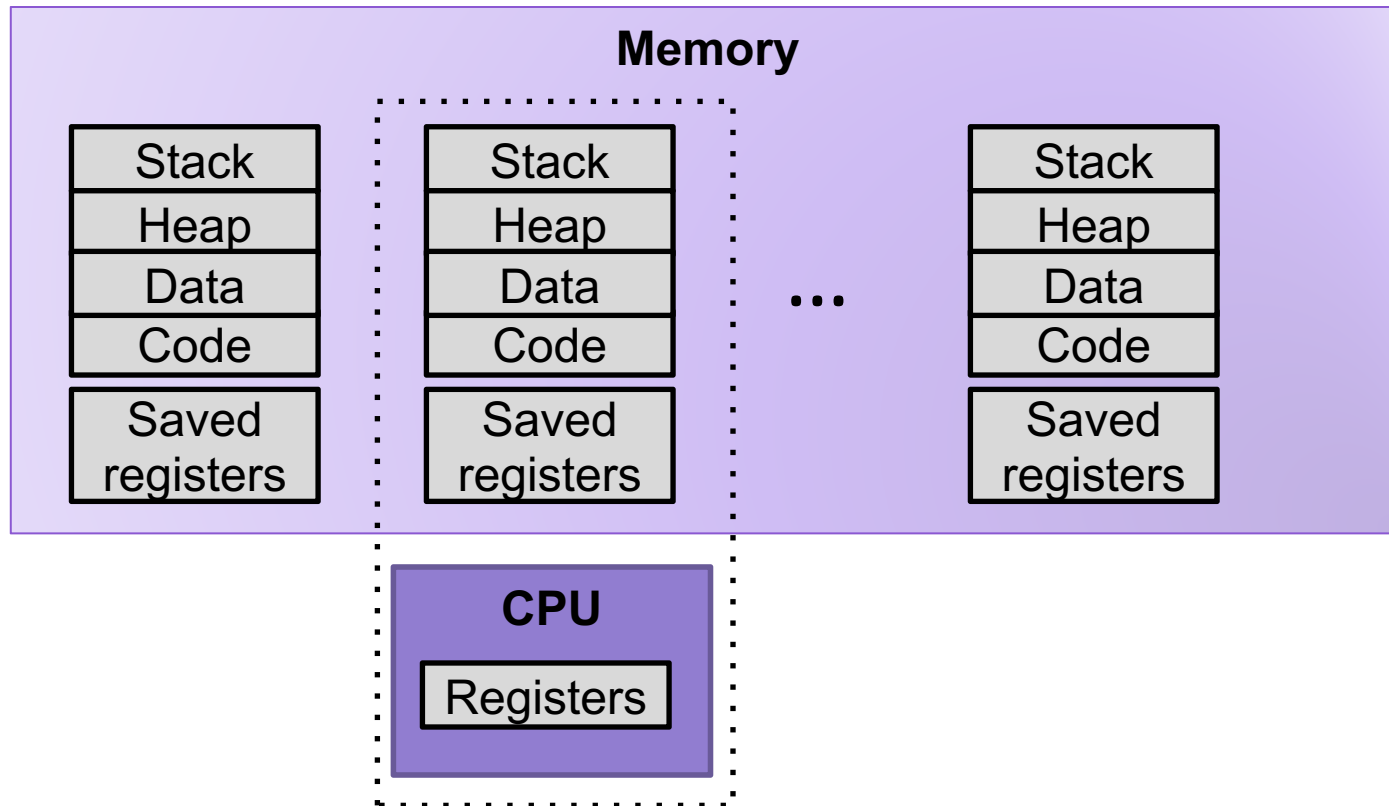 Memory
Stack
Heap
Data
Code
Saved
registers
Stack
Heap
Data
Code
Saved
registers
...
Stack
Heap
Data
Code
Saved
registers
CPU
Registers